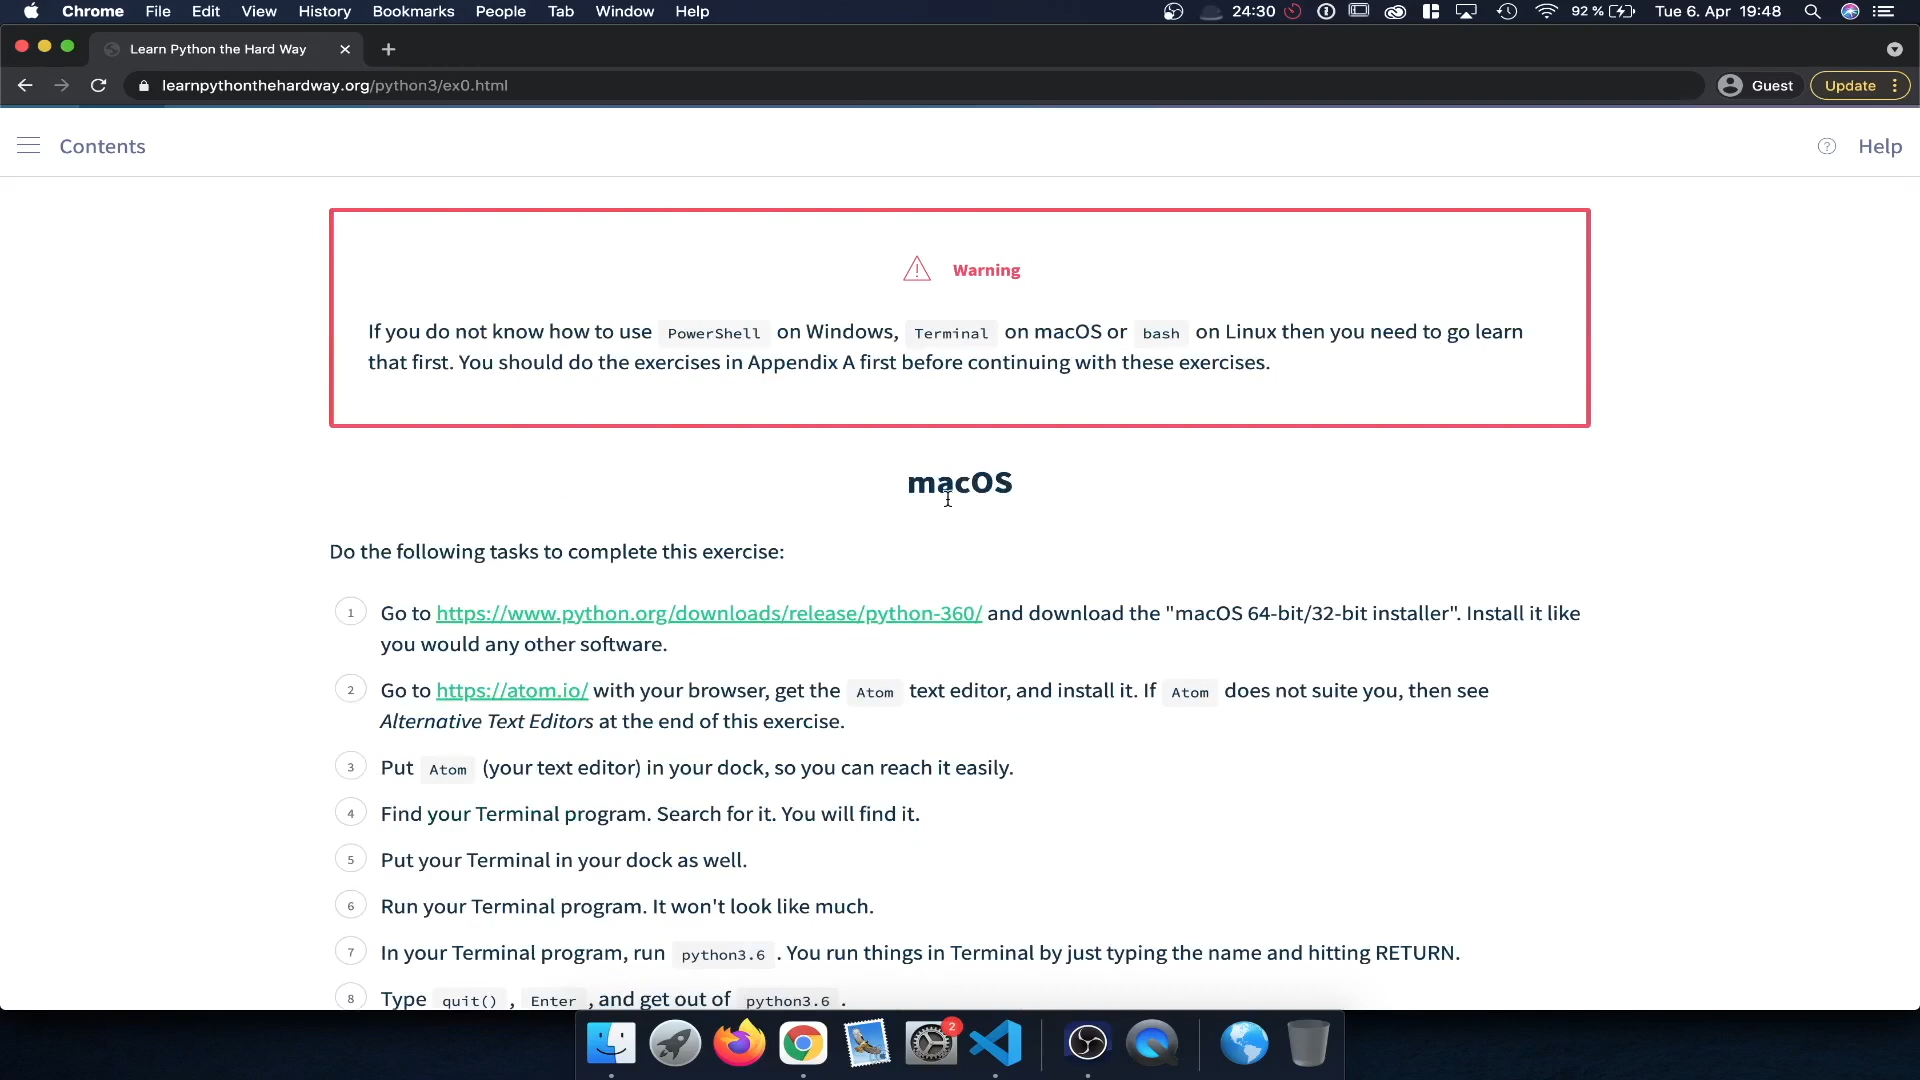 Chrome File Edit View History Bookmarks People Tab Window Help 24:30 92 % Tue 6. Apr 19:48
Learn Python the Hard Way
learnpythonthehardway.org/python3/ex0.html Guest Update
Contents Help
Warning
If you do not know how to use PowerShell on Windows, Terminal on macOS or bash on Linux then you need to go learn
that first. You should do the exercises in Appendix A first before continuing with these exercises.
macOS
Do the following tasks to complete this exercise:
1 Go to https://www.python.org/downloads/release/python-360/ and download the "macOS 64-bit/32-bit installer". Install it like
you would any other software.
2 Go to https://atom.io/ with your browser, get the Atom text editor, and install it. If Atom does not suite you, then see
Alternative Text Editors at the end of this exercise.
3 Put Atom (your text editor) in your dock, so you can reach it easily.
4 Find your Terminal program. Search for it. You will find it.
5 Put your Terminal in your dock as well.
6 Run your Terminal program. It won't look like much.
7 In your Terminal program, run python3.6 . You run things in Terminal by just typing the name and hitting RETURN.
8 Type quit() , Enter , and get out of python3.6 .
2